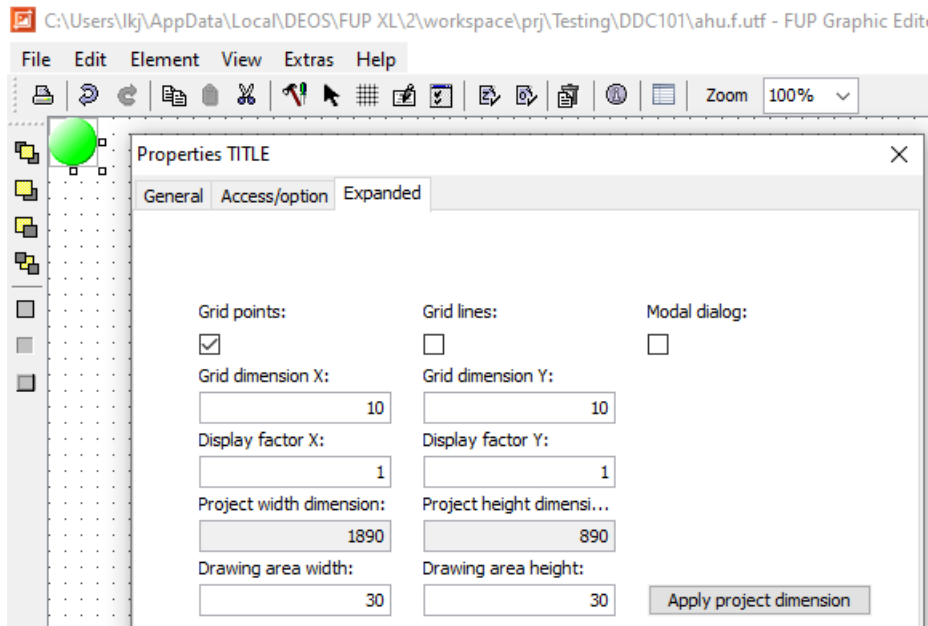 C:\Users\lkj\AppData\Local\DEOS\FUP XL\2\workspace\prj\Testing\DDC101\ahu.f.utf - FUP Graphic Edito
File Edit Element View Extras Help
Zoom 100%
Properties TITLE
General Access/option Expanded
Grid points: Grid lines: Modal dialog:
Grid dimension X: Grid dimension Y:
10 10
Display factor X: Display factor Y:
1 1
Project width dimension: Project height dimensi...
1890 890
Drawing area width: Drawing area height:
30 30 Apply project dimension